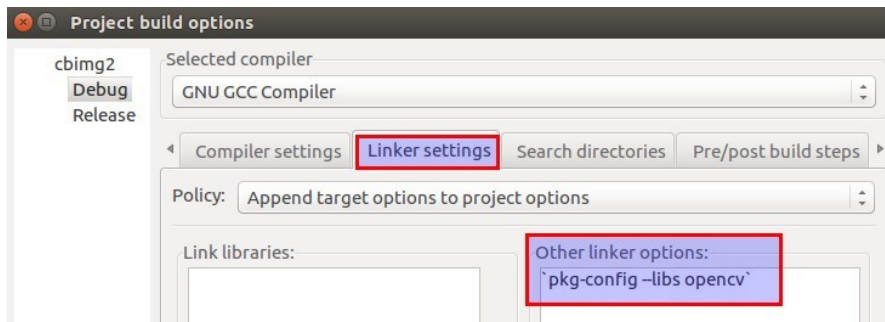 Project build options
cbimg2
Debug
Release
Selected compiler
GNU GCC Compiler
Compiler settings Linker settings Search directories Pre/post build steps
Policy: Append target options to project options
Link libraries:
Other linker options:
`pkg-config --libs opencv`